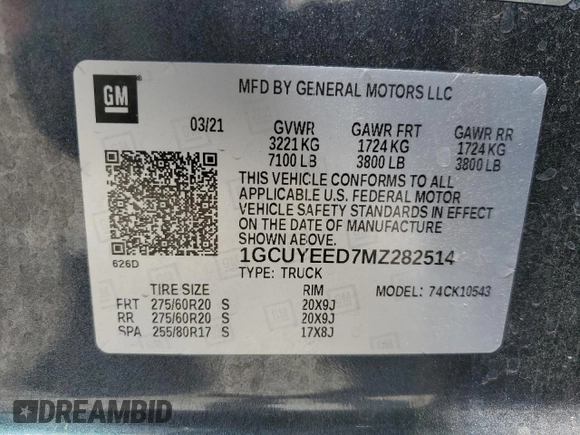 GM
MFD BY GENERAL MOTORS LLC
03/21 GVWR GAWR FRT GAWR RR
3221 KG 1724 KG 1724 KG
7100 LB 3800 LB 3800 LB
THIS VEHICLE CONFORMS TO ALL
APPLICABLE U.S. FEDERAL MOTOR
VEHICLE SAFETY STANDARDS IN EFFECT
ON THE DATE OF MANUFACTURE
SHOWN ABOVE.
626D
1GCUYEED7MZ282514
TYPE: TRUCK MODEL: 74CK10543
TIRE SIZE RIM
FRT 275/60R20 S 20X9J
RR 275/60R20 S 20X9J
SPA 255/80R17 S 17X8J
DREAMBID